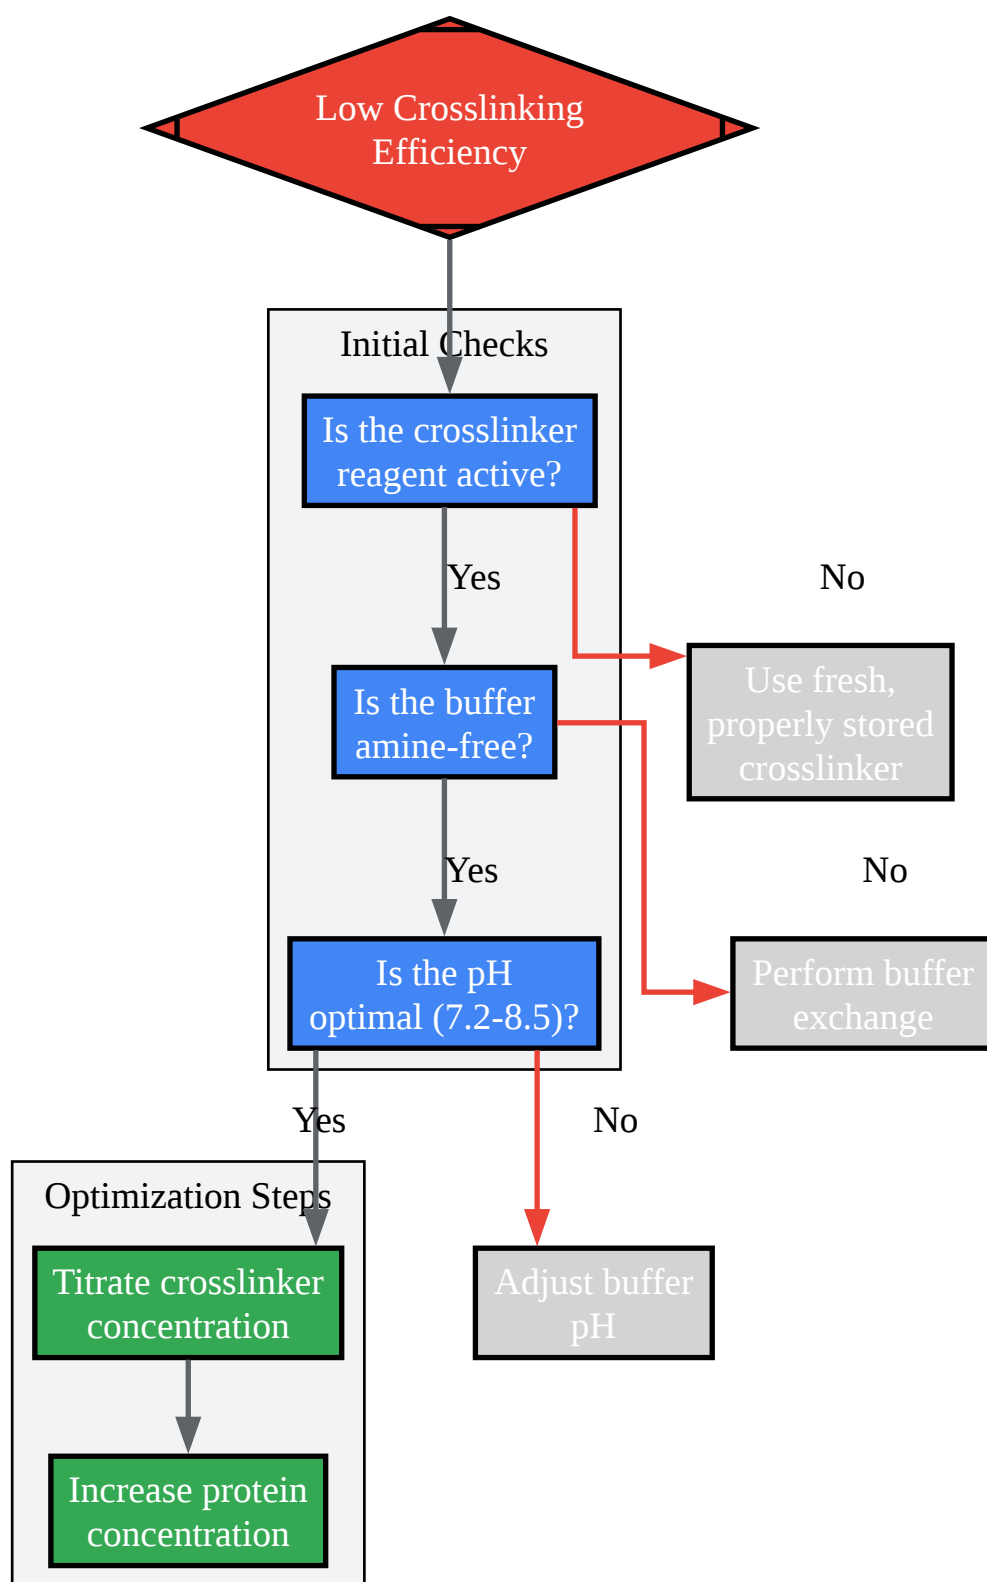 Low Crosslinking
Efficiency
Initial Checks
Is the crosslinker
reagent active?
Yes
No
Use fresh,
properly stored
crosslinker
Is the buffer
amine-free?
Yes
No
Is the pH
optimal (7.2-8.5)?
Perform buffer
exchange
Yes
No
Optimization Steps
Titrate crosslinker
concentration
Adjust buffer
pH
Increase protein
concentration